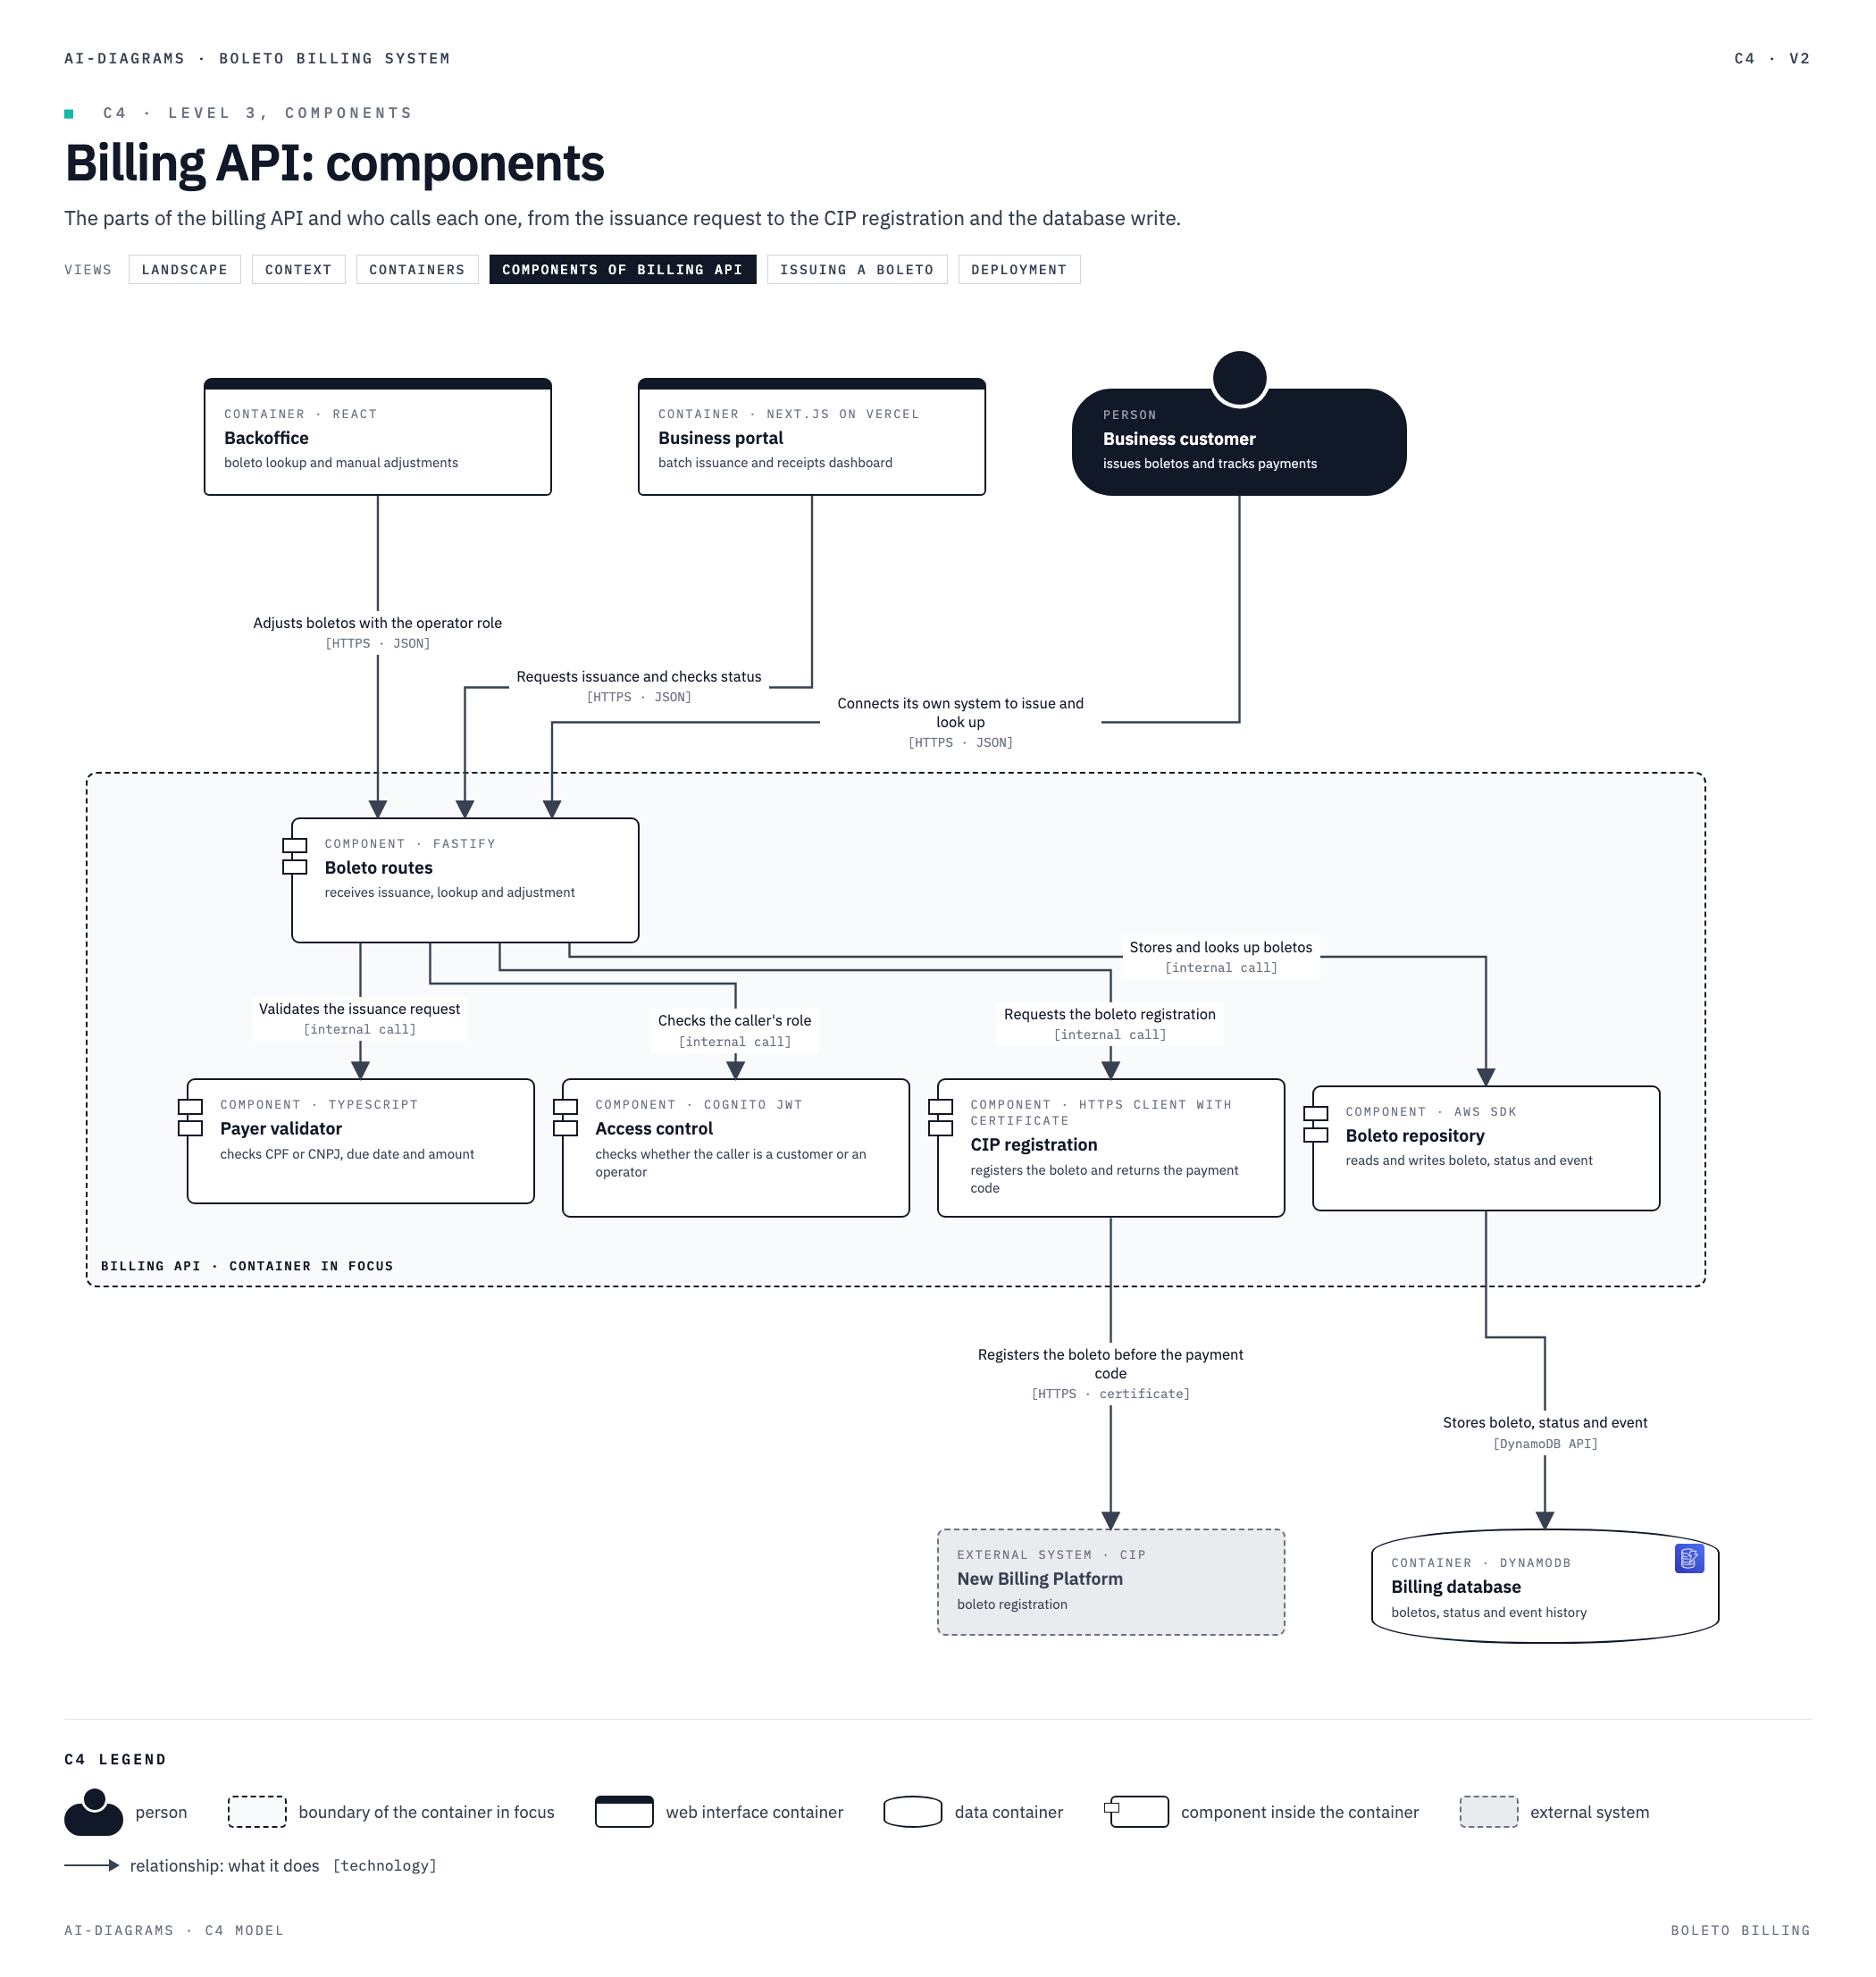 AI-DIAGRAMS · BOLETO BILLING SYSTEM
C4 · V2
C4 · LEVEL 3, COMPONENTS
Billing API: components
The parts of the billing API and who calls each one, from the issuance request to the CIP registration and the database write.
VIEWS
LANDSCAPE
CONTEXT
CONTAINERS
COMPONENTS OF BILLING API
ISSUING A BOLETO
DEPLOYMENT
CONTAINER · REACT
Backoffice
boleto lookup and manual adjustments
CONTAINER · NEXT.JS ON VERCEL
Business portal
batch issuance and receipts dashboard
PERSON
Business customer
issues boletos and tracks payments
Adjusts boletos with the operator role
[HTTPS · JSON]
Requests issuance and checks status
[HTTPS · JSON]
Connects its own system to issue and
look up
[HTTPS · JSON]
COMPONENT · FASTIFY
Boleto routes
receives issuance, lookup and adjustment
Stores and looks up boletos
[internal call]
Validates the issuance request
[internal call]
Checks the caller's role
[internal call]
Requests the boleto registration
[internal call]
COMPONENT · TYPESCRIPT
Payer validator
checks CPF or CNPJ, due date and amount
COMPONENT · COGNITO JWT
Access control
checks whether the caller is a customer or an
operator
COMPONENT · HTTPS CLIENT WITH
CERTIFICATE
CIP registration
registers the boleto and returns the payment
code
COMPONENT · AWS SDK
Boleto repository
reads and writes boleto, status and event
BILLING API · CONTAINER IN FOCUS
Registers the boleto before the payment
code
[HTTPS · certificate]
Stores boleto, status and event
[DynamoDB API]
EXTERNAL SYSTEM · CIP
New Billing Platform
boleto registration
CONTAINER · DYNAMODB
Billing database
boletos, status and event history
C4 LEGEND
person
boundary of the container in focus
web interface container
data container
component inside the container
external system
relationship: what it does [technology]
AI-DIAGRAMS · C4 MODEL
BOLETO BILLING